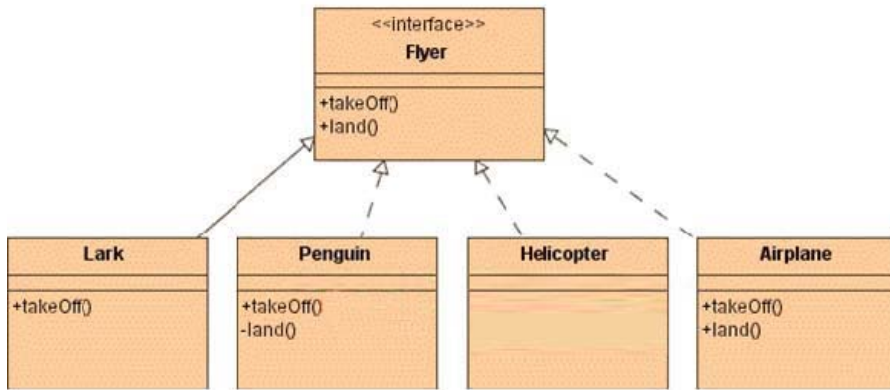 <<interface>>
Flyer
+takeOff()
+land()
Lark
+takeOff()
Penguin
+takeOff()
-land()
Helicopter
Airplane
+takeOff()
+land()